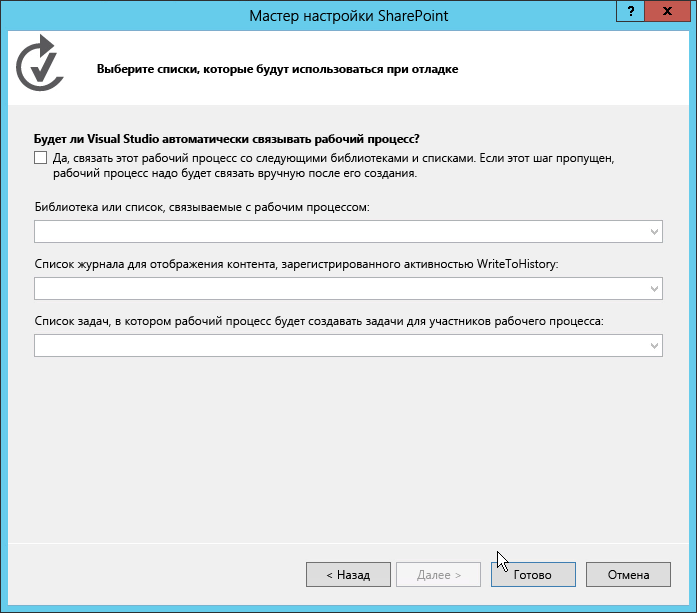 Мастер настройки SharePoint
?
Выберите списки, которые будут использоваться при отладке
Будет ли Visual Studio автоматически связывать рабочий процесс?
Да, связать этот рабочий процесс со следующими библиотеками и списками. Если этот шаг пропущен,
рабочий процесс надо будет связать вручную после его создания.
Библиотека или список, связываемые с рабочим процессом:
Список журнала для отображения контента, зарегистрированного активностью WriteToHistory:
Список задач, в котором рабочий процесс будет создавать задачи для участников рабочего процесса:
< Назад
Далее >
Готово
Отмена